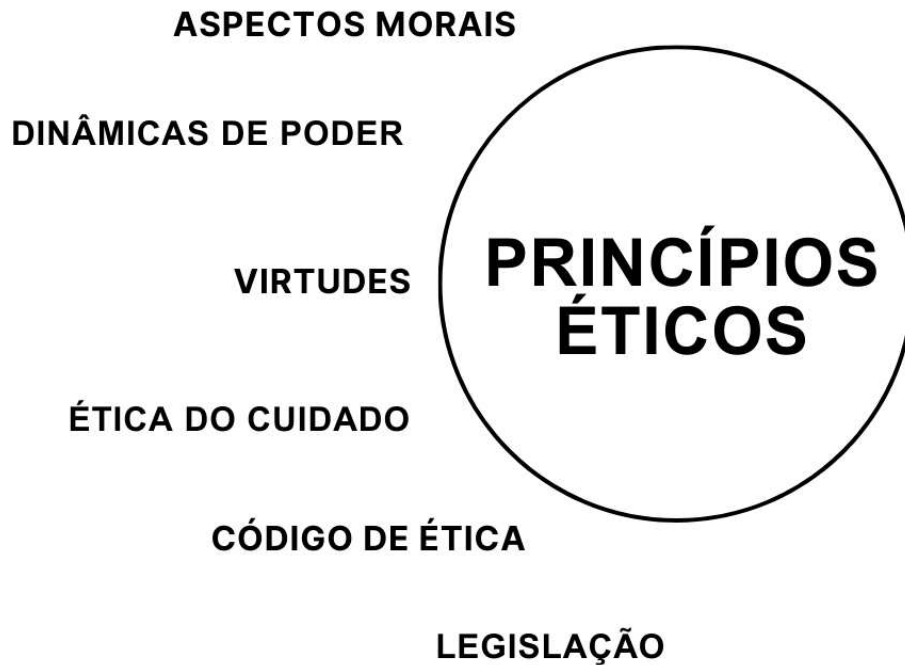 ASPECTOS MORAIS
DINÂMICAS DE PODER
PRINCÍPIOS
ÉTICOS
VIRTUDES
ÉTICA DO CUIDADO
CÓDIGO DE ÉTICA
LEGISLAÇÃO